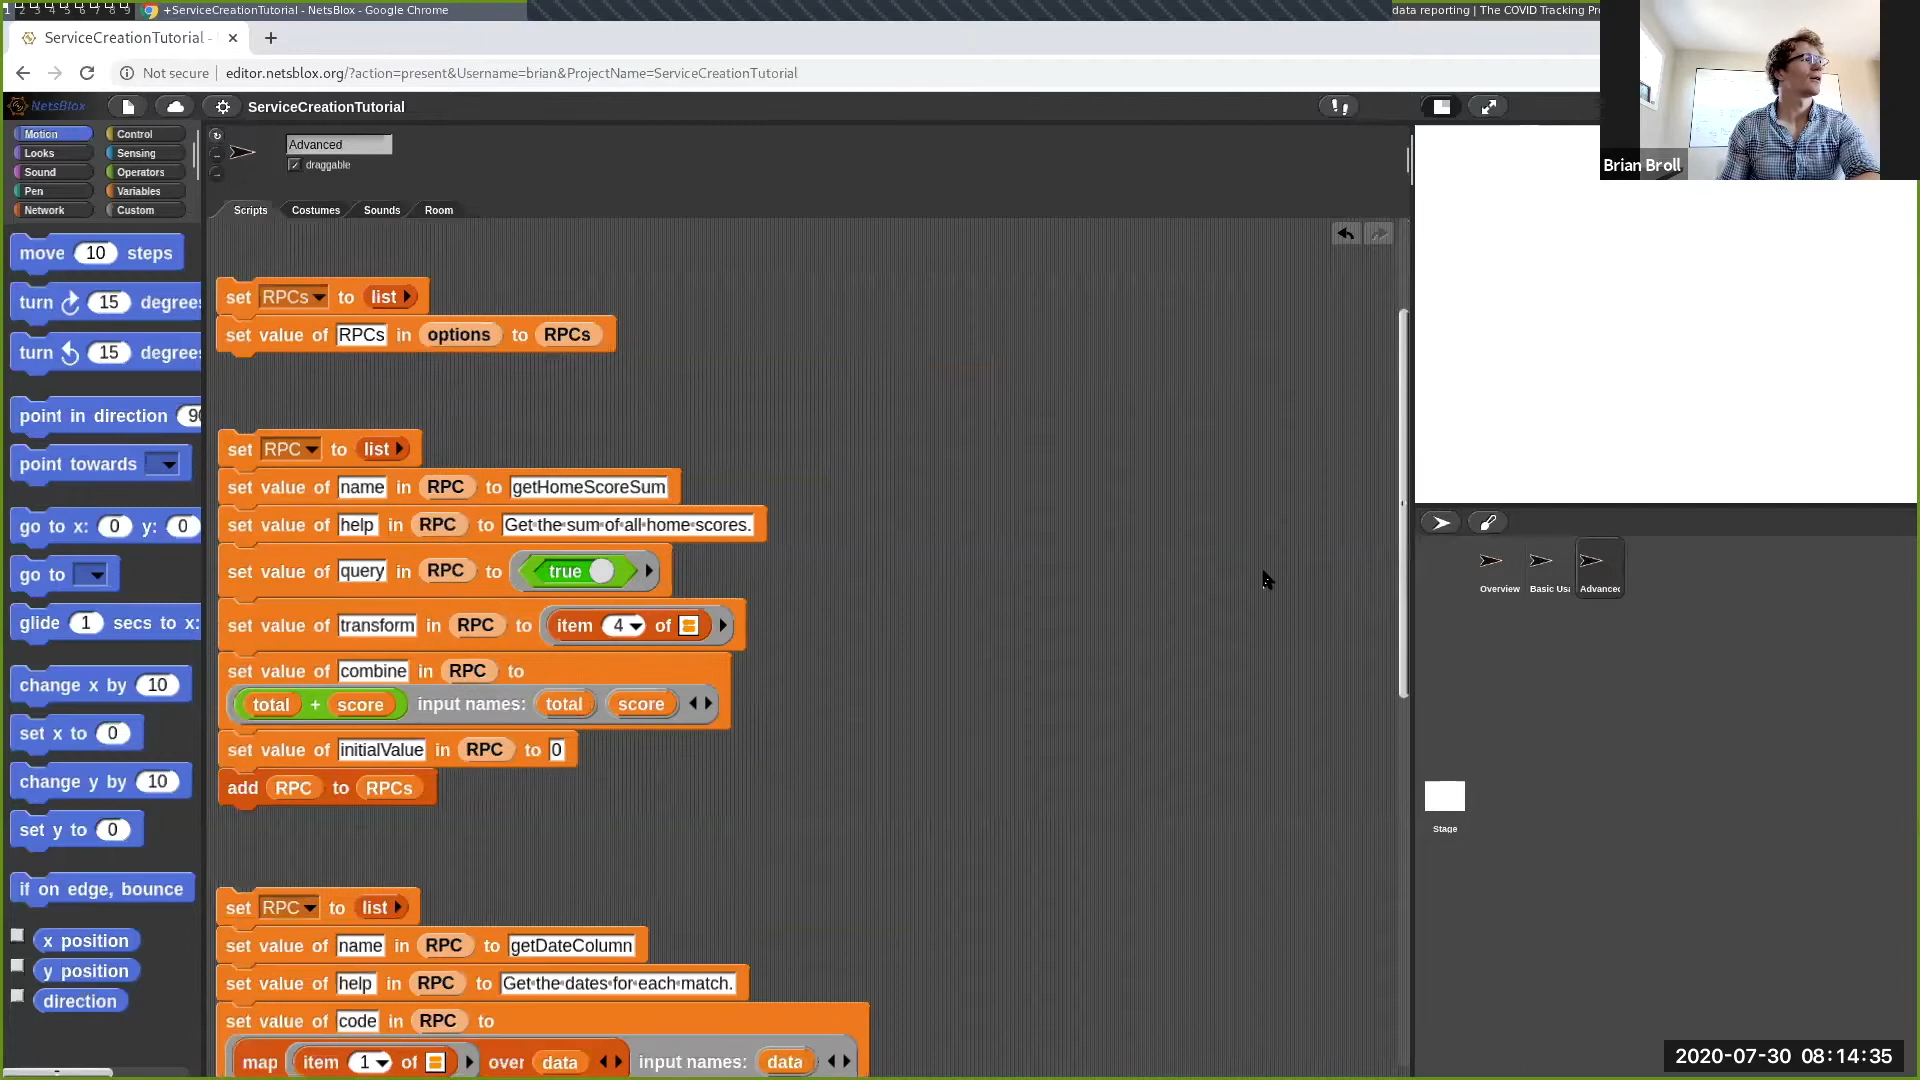 1 2 3 4 5 6 7 8 9 +ServiceCreationTutorial - NetsBlox - Google Chrome
data reporting | The COVID Tracking Pr
ServiceCreationTutorial -
Not secure editor.netsblox.org/?action=present&Username=brian&ProjectName=ServiceCreationTutorial
NetsBlox ServiceCreationTutorial
Brian Broll
Motion Control
Looks Sensing
Sound Operators
Pen Variables
Network Custom
Advanced
draggable
Scripts Costumes Sounds Room
move 10 steps
turn 15 degrees
turn 15 degrees
point in direction 90
point towards
go to x: 0 y: 0
go to
glide 1 secs to x:
change x by 10
set x to 0
change y by 10
set y to 0
if on edge, bounce
x position
y position
direction
set RPCs to list
set value of RPCs in options to RPCs
set RPC to list
set value of name in RPC to getHomeScoreSum
set value of help in RPC to Get·the·sum·of·all·home·scores.
set value of query in RPC to true
set value of transform in RPC to item 4 of
set value of combine in RPC to
total + score input names: total score
set value of initialValue in RPC to 0
add RPC to RPCs
set RPC to list
set value of name in RPC to getDateColumn
set value of help in RPC to Get·the·dates·for·each·match.
set value of code in RPC to
map item 1 of over data input names: data
Overview Basic Us Advanced
Stage
2020-07-30 08:14:35